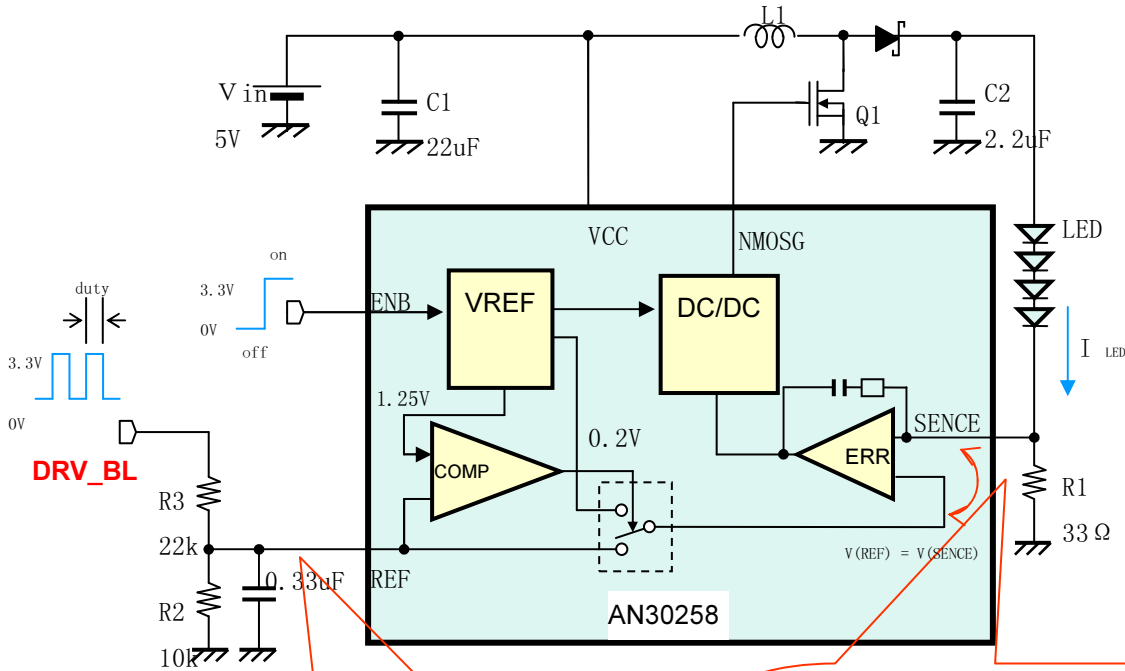 L1
Vin
5V
C1
22uF
Q1
C2
2.2uF
VCC
NMOSG
LED
on
3.3V
0V
off
ENB
VREF
DC/DC
duty
3.3V
0V
I LED
1.25V
0.2V
SENCE
COMP
ERR
DRV_BL
R3
22k
R1
33Ω
V(REF) = V(SENCE)
0.33uF
REF
R2
10k
AN30258